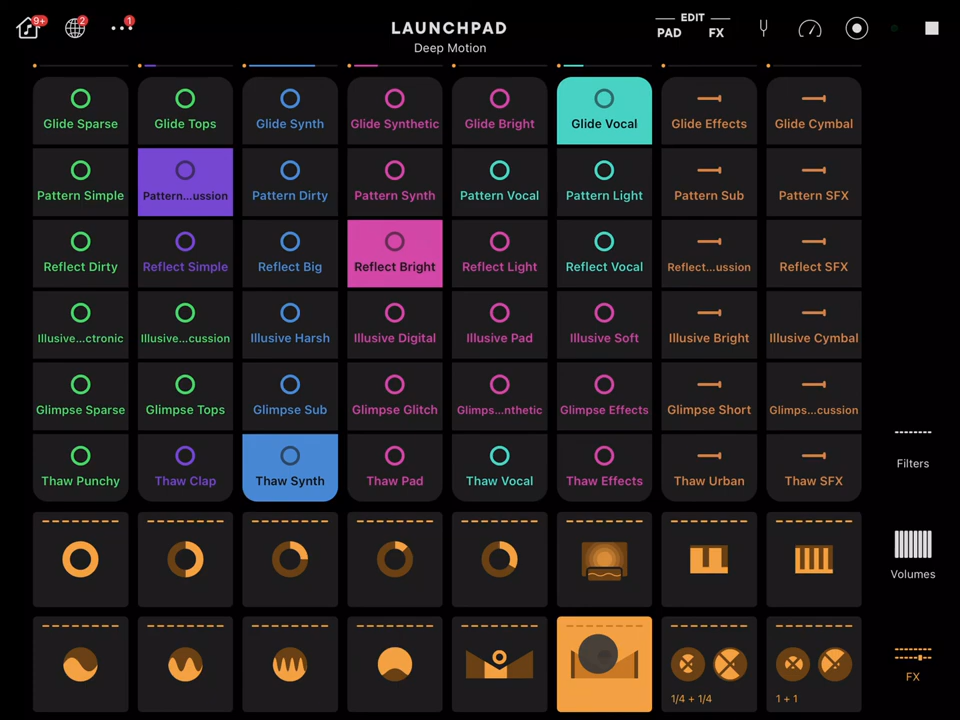 9+
2
1
LAUNCHPAD
Deep Motion
EDIT
PAD FX
Glide Sparse Glide Tops Glide Synth Glide Synthetic Glide Bright Glide Vocal Glide Effects Glide Cymbal
Pattern Simple Pattern...ussion Pattern Dirty Pattern Synth Pattern Vocal Pattern Light Pattern Sub Pattern SFX
Reflect Dirty Reflect Simple Reflect Big Reflect Bright Reflect Light Reflect Vocal Reflect...ussion Reflect SFX
Illusive...ctronic Illusive...cussion Illusive Harsh Illusive Digital Illusive Pad Illusive Soft Illusive Bright Illusive Cymbal
Glimpse Sparse Glimpse Tops Glimpse Sub Glimpse Glitch Glimps...nthetic Glimpse Effects Glimpse Short Glimps...cussion
Thaw Punchy Thaw Clap Thaw Synth Thaw Pad Thaw Vocal Thaw Effects Thaw Urban Thaw SFX
Filters
Volumes
FX
1/4 + 1/4 1 + 1